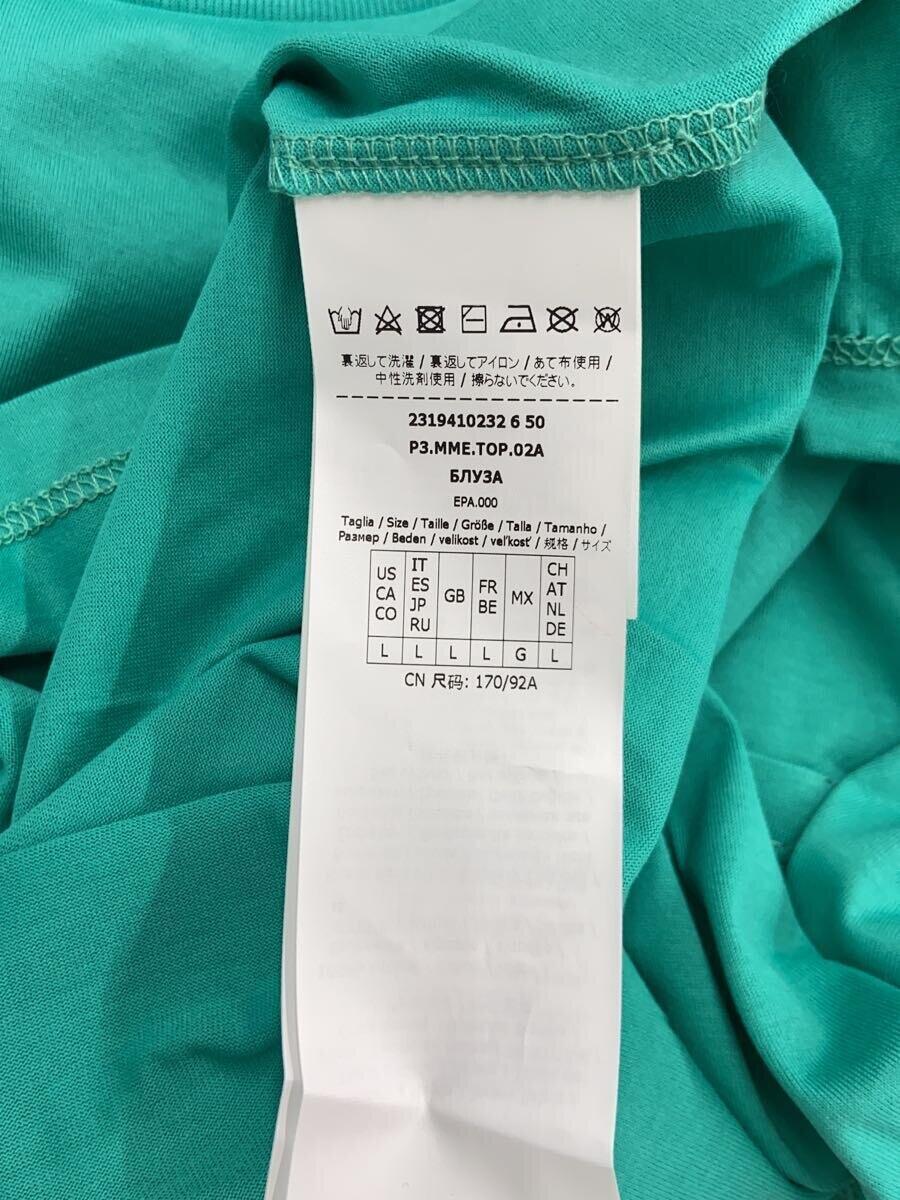 裏返して洗濯 / 裏返してアイロン / あて布使用 /
中性洗剤使用 / 擦らないでください。
2319410232 6 50
P3.MME.TOP.02A
БЛУЗА
EPA.000
Taglia / Size / Taille / Größe / Talla / Tamanho /
Размер / Beden / velikost / veľkosť / 規格 / サイズ
US CA CO IT ES JP RU GB FR BE MX CH AT NL DE
L L L L G L
CN 尺码: 170/92A